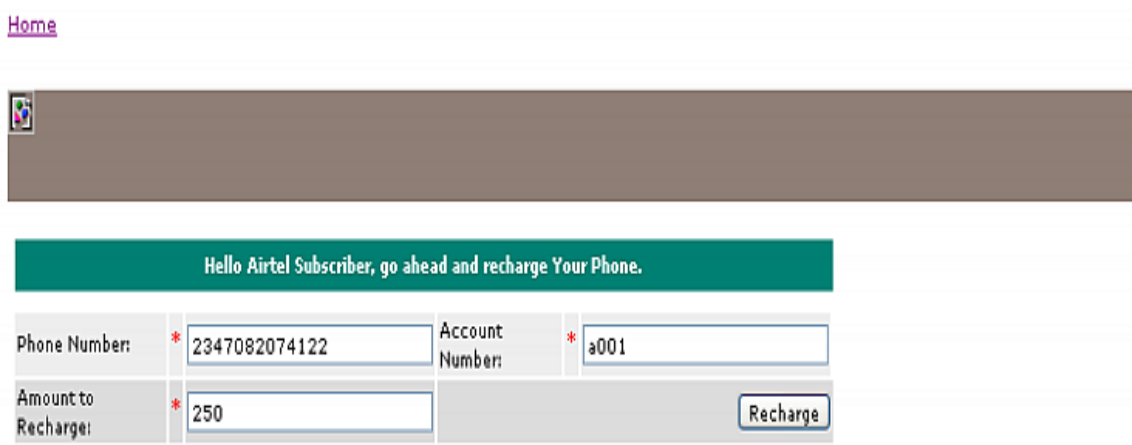 Home
Hello Airtel Subscriber, go ahead and recharge Your Phone.
Phone Number: * 2347082074122 Account Number: * a001
Amount to Recharge: * 250 Recharge